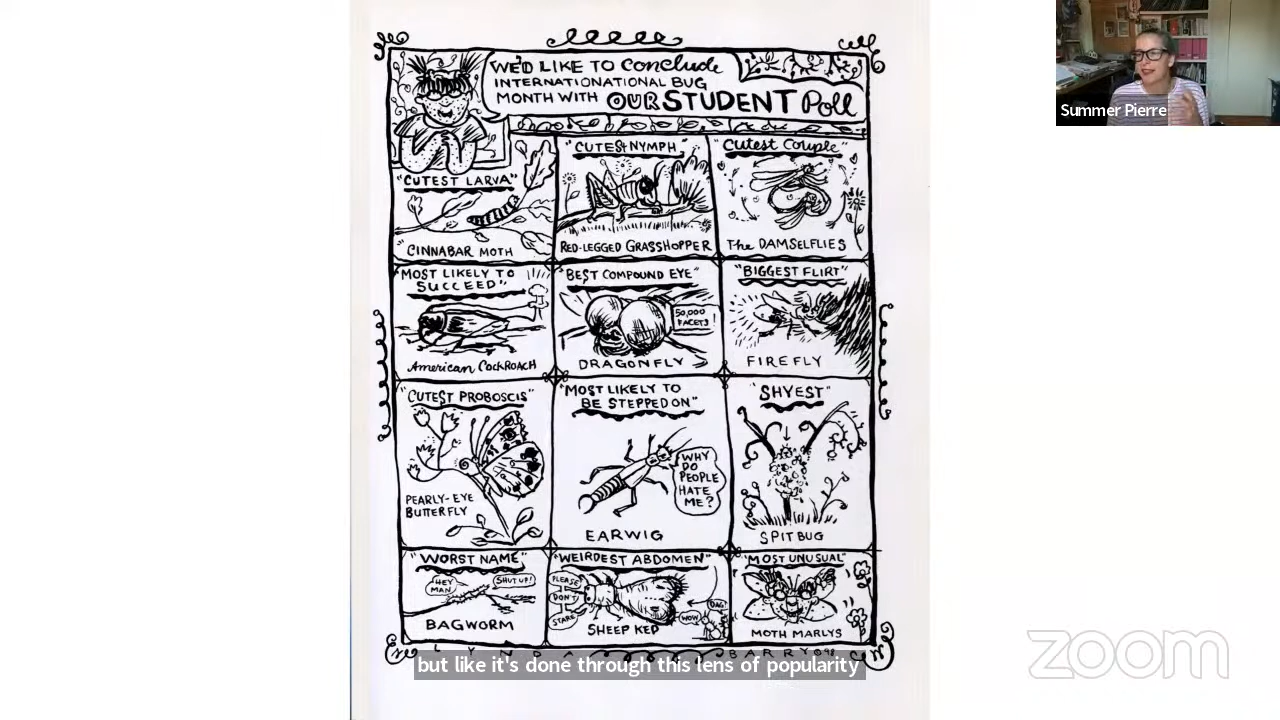 WE'D LIKE TO Conclude
INTERNATIONATIONAL BUG
MONTH WITH OUR STUDENT Poll
"CUTEST LARVA"
CINNABAR MOTH
"CUTEST NYMPH"
RED-LEGGED GRASSHOPPER
"Cutest Couple"
The DAMSELFLIES
"MOST LIKELY TO
SUCCEED"
American CockROACH
"BEST COMPOUND EYE"
50,000
FACETS!
DRAGONFLY
"BIGGEST FLIRT"
FIREFLY
"CUTEST PROBOSCIS"
PEARLY-EYE
BUTTERFLY
"MOST LIKELY TO
BE STEPPED ON"
WHY
DO
PEOPLE
HATE
ME?
EARWIG
"SHYEST"
SPIT BUG
"WORST NAME"
HEY
MAN
SHUT UP!
BAGWORM
"WEIRDEST ABDOMEN"
PLEASE
DON'T
STARE
DAG!
WOW
SHEEP KED
"MOST UNUSUAL"
MOTH MARLYS
LYNDA BARRY 98
but like it's done through this lens of popularity
Summer Pierre
zoom